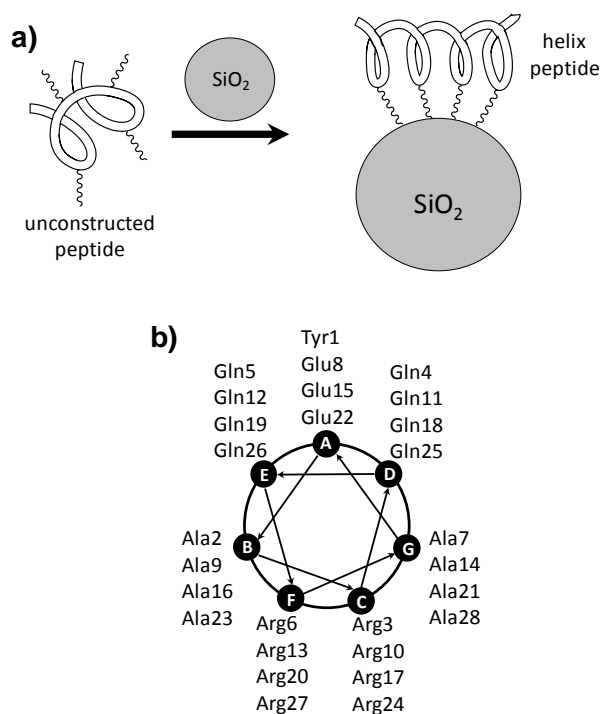 a)
SiO2
helix
peptide
unconstructed
peptide
SiO2
b)
Tyr1
Glu8
Glu15
Glu22
Gln5
Gln12
Gln19
Gln26
Gln4
Gln11
Gln18
Gln25
A
E
D
B
G
F
C
Ala2
Ala9
Ala16
Ala23
Ala7
Ala14
Ala21
Ala28
Arg6
Arg13
Arg20
Arg27
Arg3
Arg10
Arg17
Arg24